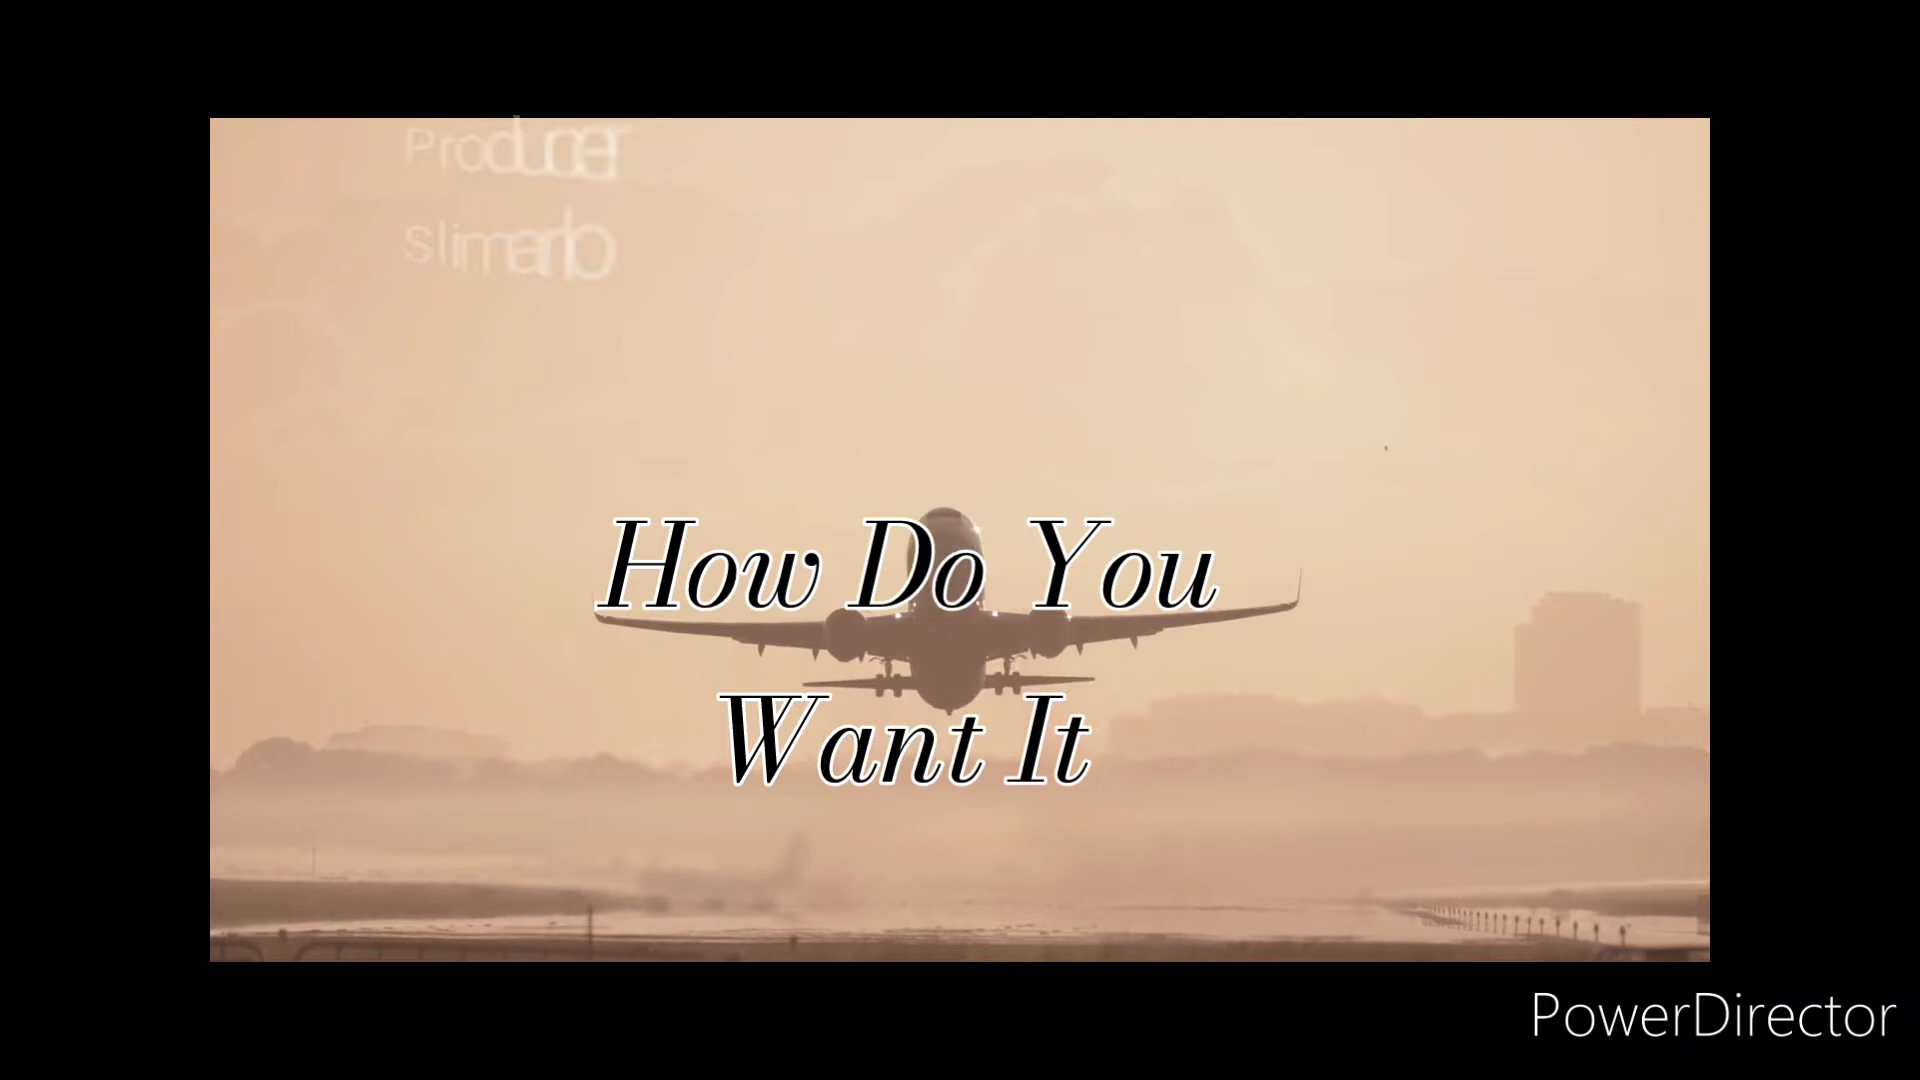 Producer
slimarlo
How Do You
Want It
PowerDirector